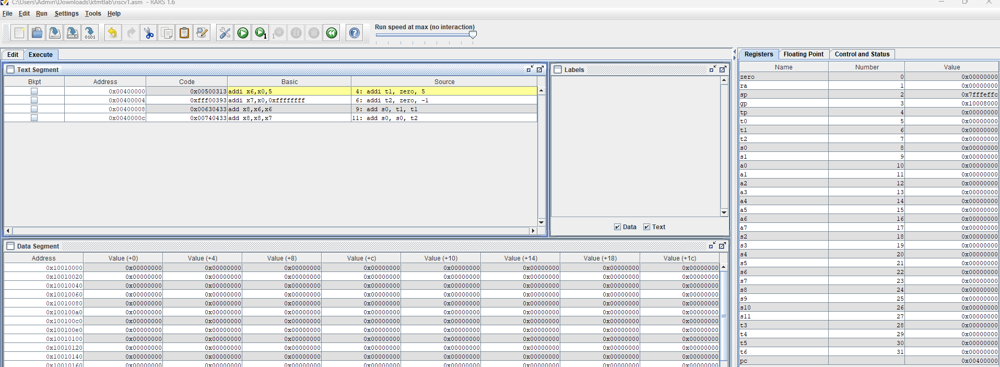 C:\Users\Admin\Downloads\ktmtlab\riscv1.asm - RARS 1.6
File Edit Run Settings Tools Help
Run speed at max (no interaction)
Edit Execute
Text Segment
Bkpt Address Code Basic Source
0x00400000 0x00500313 addi x6,x0,5 4: addi t1, zero, 5
0x00400004 0xfff00393 addi x7,x0,0xffffffff 6: addi t2, zero, -1
0x00400008 0x00630433 add x8,x6,x6 9: add s0, t1, t1
0x0040000c 0x00740433 add x8,x8,x7 11: add s0, s0, t2
Labels
Data Text
Data Segment
Address Value (+0) Value (+4) Value (+8) Value (+c) Value (+10) Value (+14) Value (+18) Value (+1c)
0x10010000 0x00000000 0x00000000 0x00000000 0x00000000 0x00000000 0x00000000 0x00000000 0x00000000
0x10010020 0x00000000 0x00000000 0x00000000 0x00000000 0x00000000 0x00000000 0x00000000 0x00000000
0x10010040 0x00000000 0x00000000 0x00000000 0x00000000 0x00000000 0x00000000 0x00000000 0x00000000
0x10010060 0x00000000 0x00000000 0x00000000 0x00000000 0x00000000 0x00000000 0x00000000 0x00000000
0x10010080 0x00000000 0x00000000 0x00000000 0x00000000 0x00000000 0x00000000 0x00000000 0x00000000
0x100100a0 0x00000000 0x00000000 0x00000000 0x00000000 0x00000000 0x00000000 0x00000000 0x00000000
0x100100c0 0x00000000 0x00000000 0x00000000 0x00000000 0x00000000 0x00000000 0x00000000 0x00000000
0x100100e0 0x00000000 0x00000000 0x00000000 0x00000000 0x00000000 0x00000000 0x00000000 0x00000000
0x10010100 0x00000000 0x00000000 0x00000000 0x00000000 0x00000000 0x00000000 0x00000000 0x00000000
0x10010120 0x00000000 0x00000000 0x00000000 0x00000000 0x00000000 0x00000000 0x00000000 0x00000000
0x10010140 0x00000000 0x00000000 0x00000000 0x00000000 0x00000000 0x00000000 0x00000000 0x00000000
0x10010160 0x00000000 0x00000000 0x00000000 0x00000000 0x00000000 0x00000000 0x00000000 0x00000000
Registers Floating Point Control and Status
Name Number Value
zero 0 0x00000000
ra 1 0x00000000
sp 2 0x7fffeffc
gp 3 0x10008000
tp 4 0x00000000
t0 5 0x00000000
t1 6 0x00000000
t2 7 0x00000000
s0 8 0x00000000
s1 9 0x00000000
a0 10 0x00000000
a1 11 0x00000000
a2 12 0x00000000
a3 13 0x00000000
a4 14 0x00000000
a5 15 0x00000000
a6 16 0x00000000
a7 17 0x00000000
s2 18 0x00000000
s3 19 0x00000000
s4 20 0x00000000
s5 21 0x00000000
s6 22 0x00000000
s7 23 0x00000000
s8 24 0x00000000
s9 25 0x00000000
s10 26 0x00000000
s11 27 0x00000000
t3 28 0x00000000
t4 29 0x00000000
t5 30 0x00000000
t6 31 0x00000000
pc 0x00400000